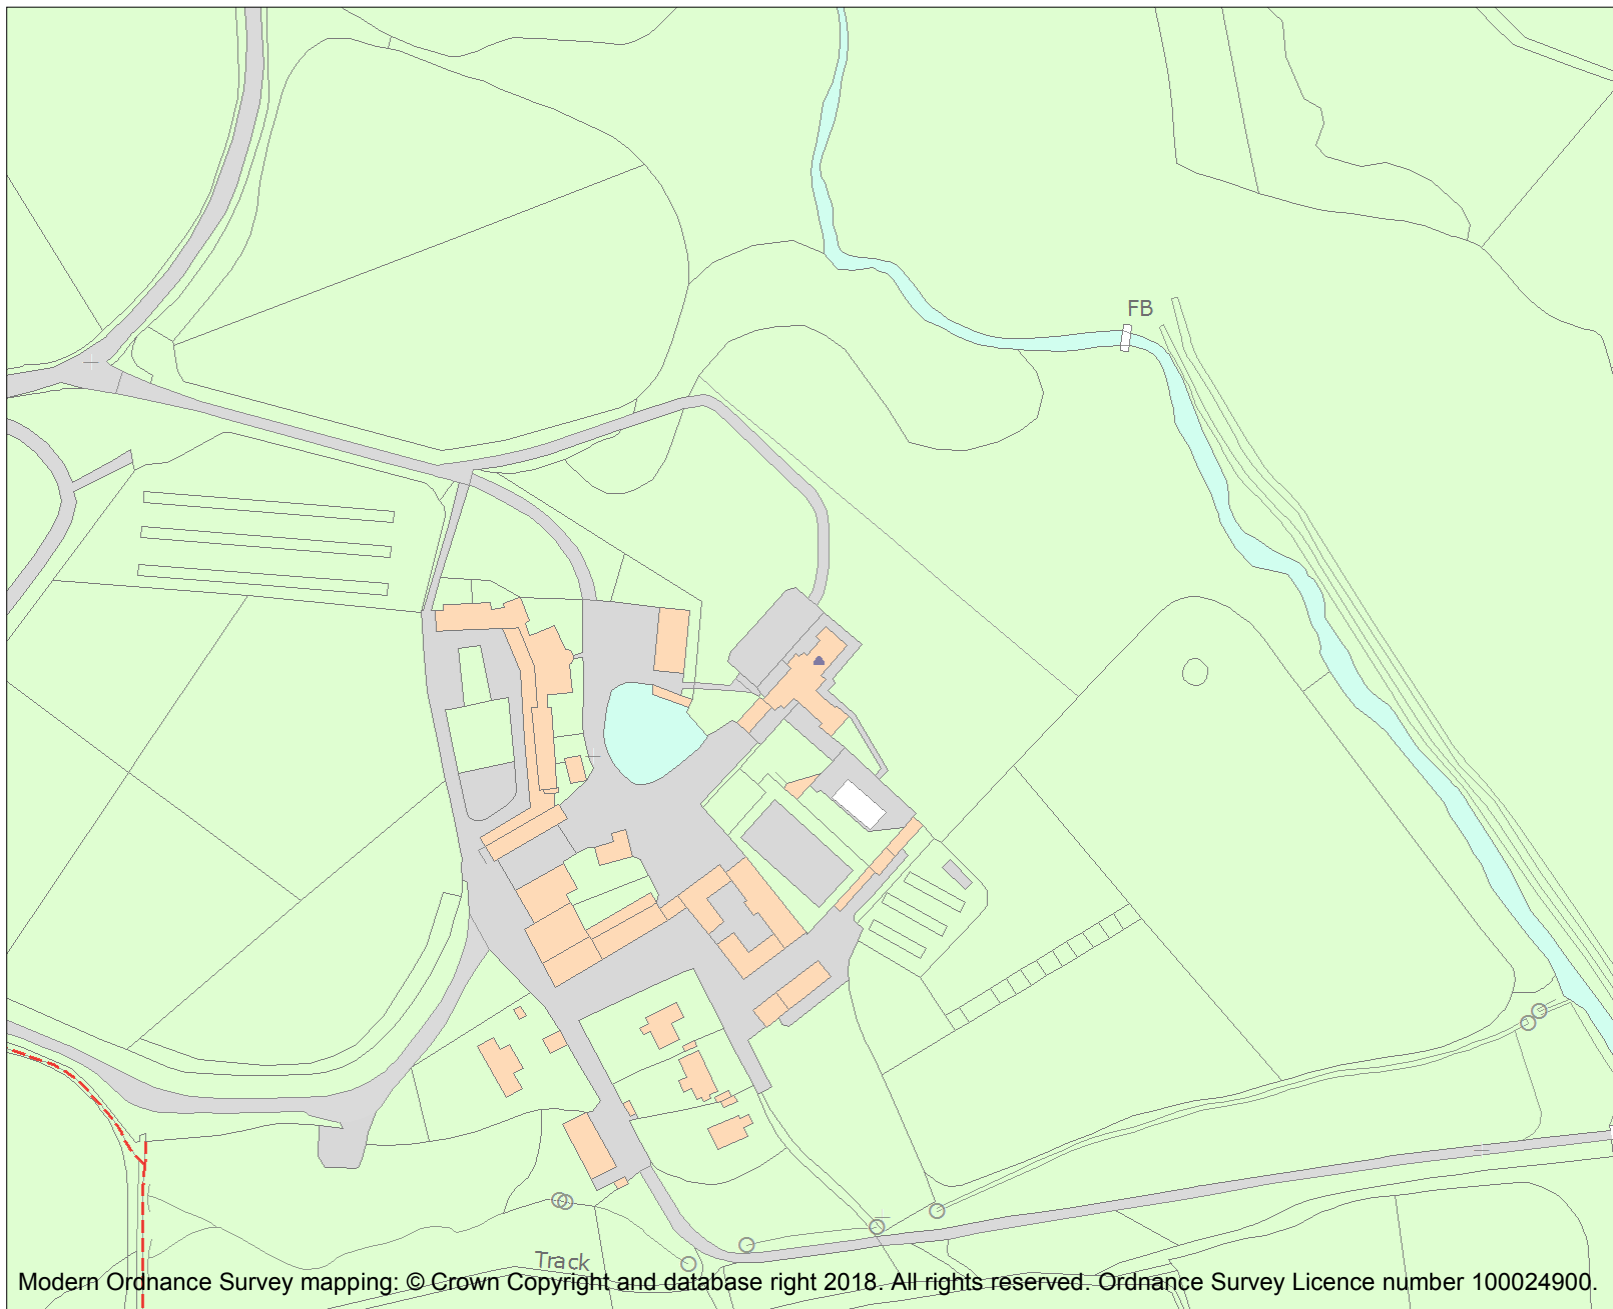 FB
Track
Modern Ordnance Survey mapping: © Crown Copyright and database right 2018. All rights reserved. Ordnance Survey Licence number 100024900.